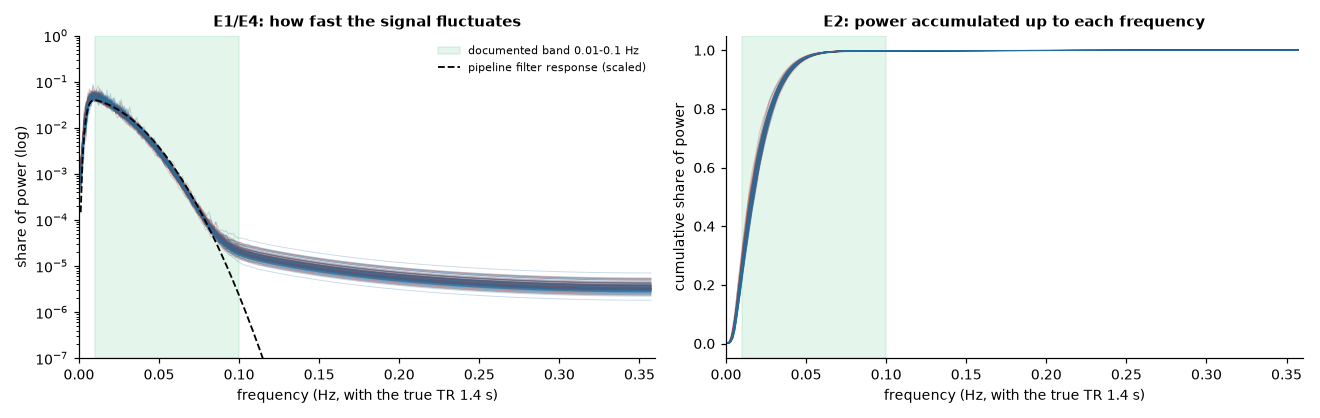 E1/E4: how fast the signal fluctuates
share of power (log)
10⁰
10⁻¹
10⁻²
10⁻³
10⁻⁴
10⁻⁵
10⁻⁶
10⁻⁷
documented band 0.01-0.1 Hz
pipeline filter response (scaled)
0.00 0.05 0.10 0.15 0.20 0.25 0.30 0.35
frequency (Hz, with the true TR 1.4 s)
E2: power accumulated up to each frequency
cumulative share of power
1.0
0.8
0.6
0.4
0.2
0.0
0.00 0.05 0.10 0.15 0.20 0.25 0.30 0.35
frequency (Hz, with the true TR 1.4 s)